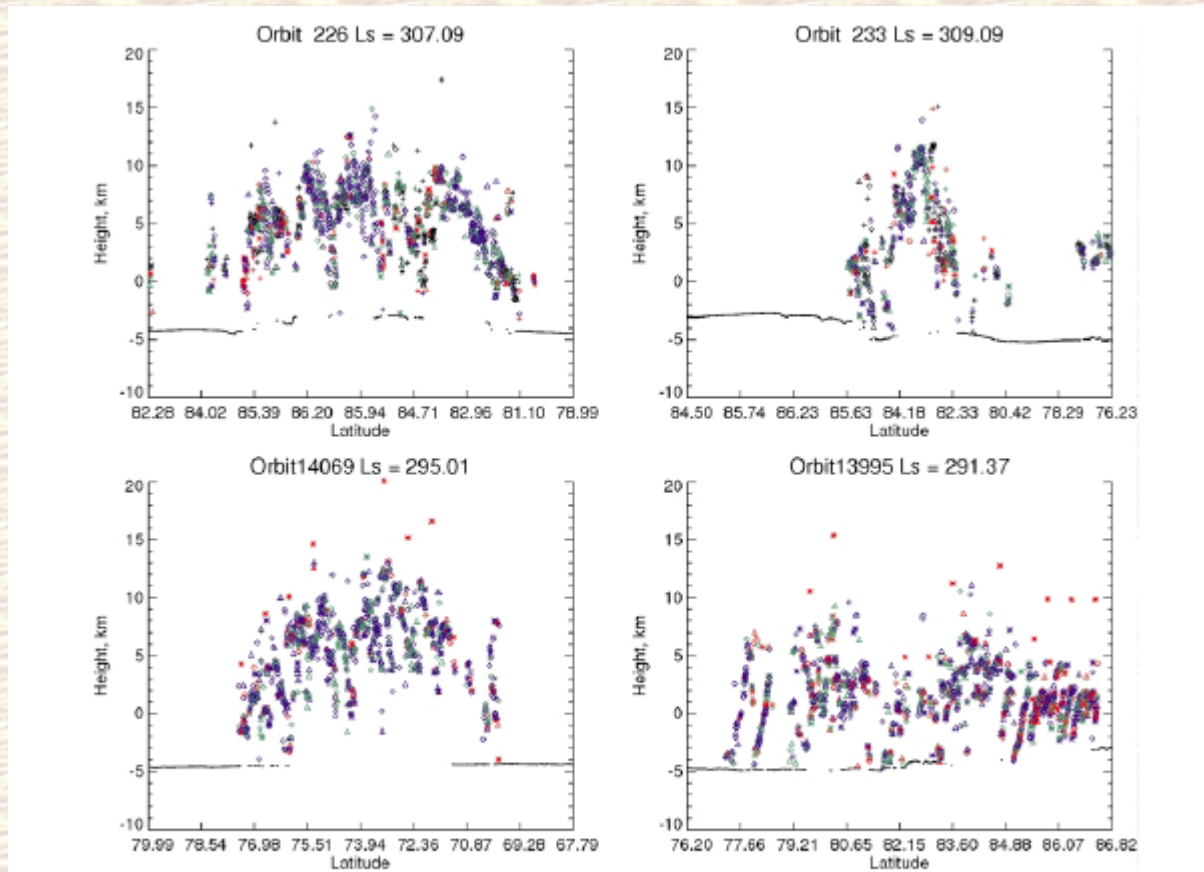 Orbit 226 Ls = 307.09
20
15
10
5
0
-5
-10
Height, km
82.28 84.02 85.39 86.20 85.94 84.71 82.96 81.10 78.99
Latitude
Orbit 233 Ls = 309.09
20
15
10
5
0
-5
-10
Height, km
84.50 85.74 86.23 85.63 84.18 82.33 80.42 78.29 76.23
Latitude
Orbit14069 Ls = 295.01
20
15
10
5
0
-5
-10
Height, km
79.99 78.54 76.98 75.51 73.94 72.36 70.87 69.28 67.79
Latitude
Orbit13995 Ls = 291.37
20
15
10
5
0
-5
-10
Height, km
76.20 77.66 79.21 80.65 82.15 83.60 84.88 86.07 86.82
Latitude